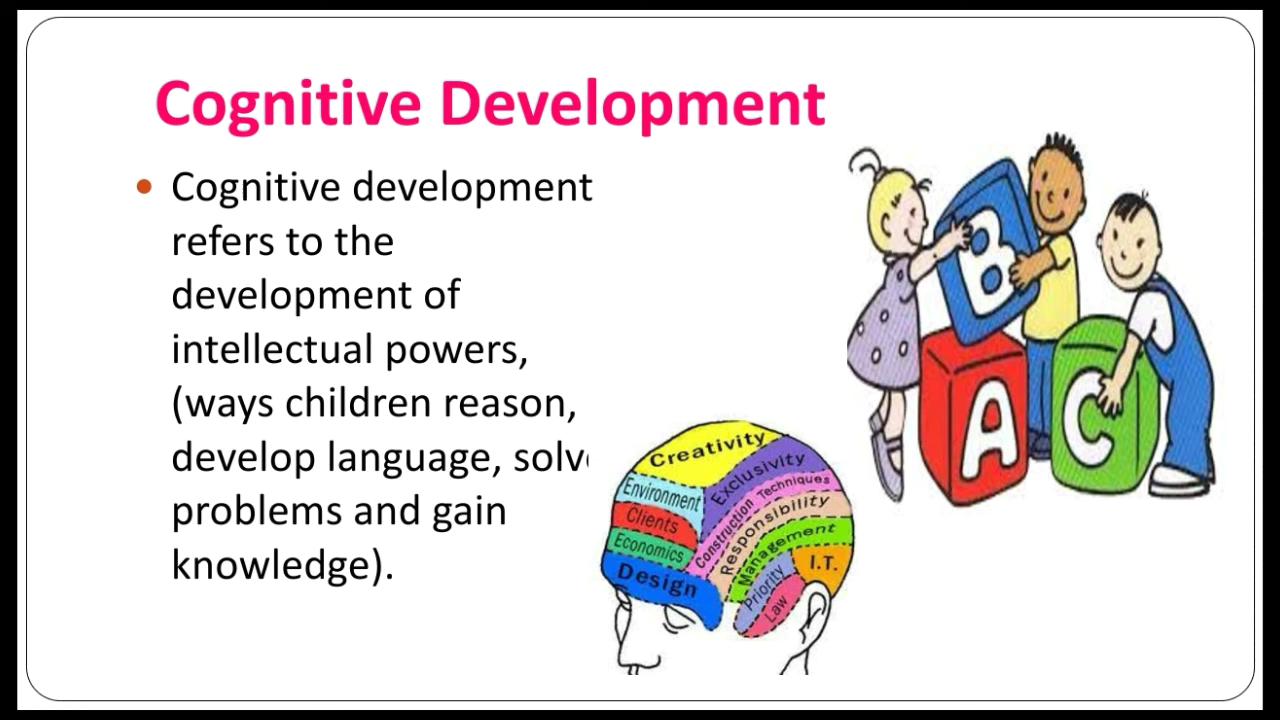 Cognitive Development
• Cognitive development
refers to the
development of
intellectual powers,
(ways children reason,
develop language, solve
problems and gain
knowledge).
B
A
C
Creativity
Exclusivity
Environment
Construction Techniques
Clients
Responsibility
Economics
Management
Design
I.T.
Priority
Law